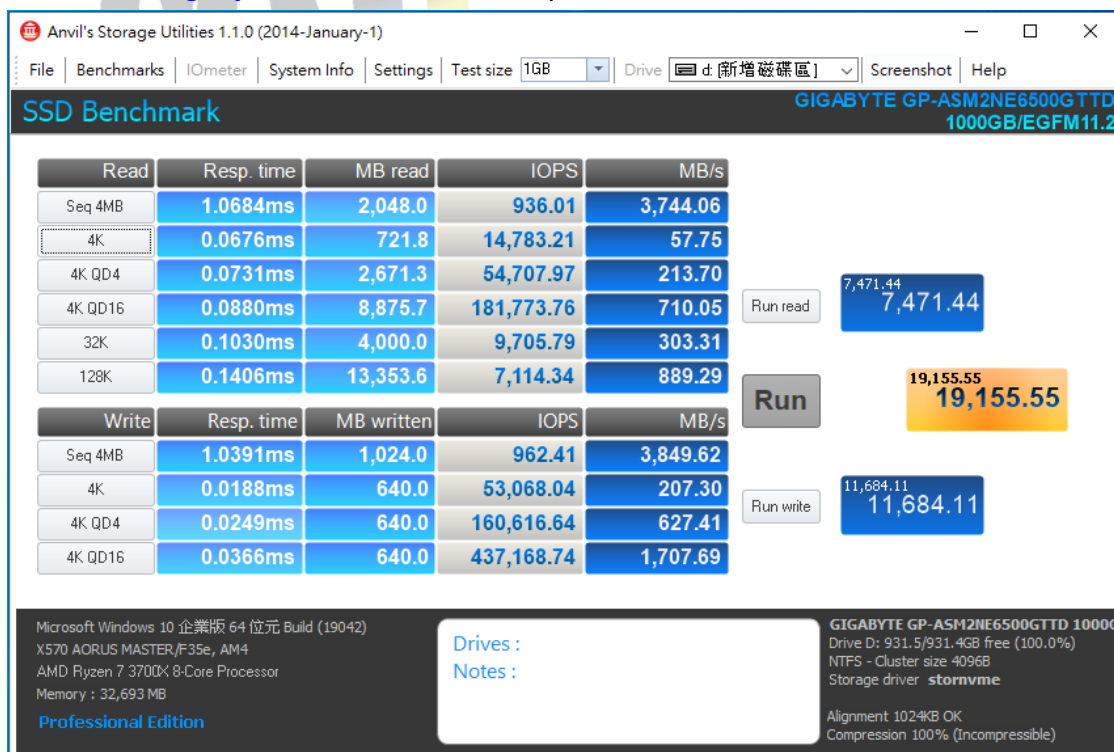 Anvil's Storage Utilities 1.1.0 (2014-January-1)
File Benchmarks IOmeter System Info Settings Test size 1GB Drive d: [新增磁碟區] Screenshot Help
SSD Benchmark
GIGABYTE GP-ASM2NE6500GTTD
1000GB/EGFM11.2
Read Resp. time MB read IOPS MB/s
Seq 4MB 1.0684ms 2,048.0 936.01 3,744.06
4K 0.0676ms 721.8 14,783.21 57.75
4K QD4 0.0731ms 2,671.3 54,707.97 213.70
4K QD16 0.0880ms 8,875.7 181,773.76 710.05
32K 0.1030ms 4,000.0 9,705.79 303.31
128K 0.1406ms 13,353.6 7,114.34 889.29
Run read
7,471.44
7,471.44
Run
19,155.55
19,155.55
Write Resp. time MB written IOPS MB/s
Seq 4MB 1.0391ms 1,024.0 962.41 3,849.62
4K 0.0188ms 640.0 53,068.04 207.30
4K QD4 0.0249ms 640.0 160,616.64 627.41
4K QD16 0.0366ms 640.0 437,168.74 1,707.69
Run write
11,684.11
11,684.11
Microsoft Windows 10 企業版 64 位元 Build (19042)
X570 AORUS MASTER/F35e, AM4
AMD Ryzen 7 3700X 8-Core Processor
Memory : 32,693 MB
Professional Edition
Drives :
Notes :
GIGABYTE GP-ASM2NE6500GTTD 1000G
Drive D: 931.5/931.4GB free (100.0%)
NTFS - Cluster size 4096B
Storage driver stornvme
Alignment 1024KB OK
Compression 100% (Incompressible)